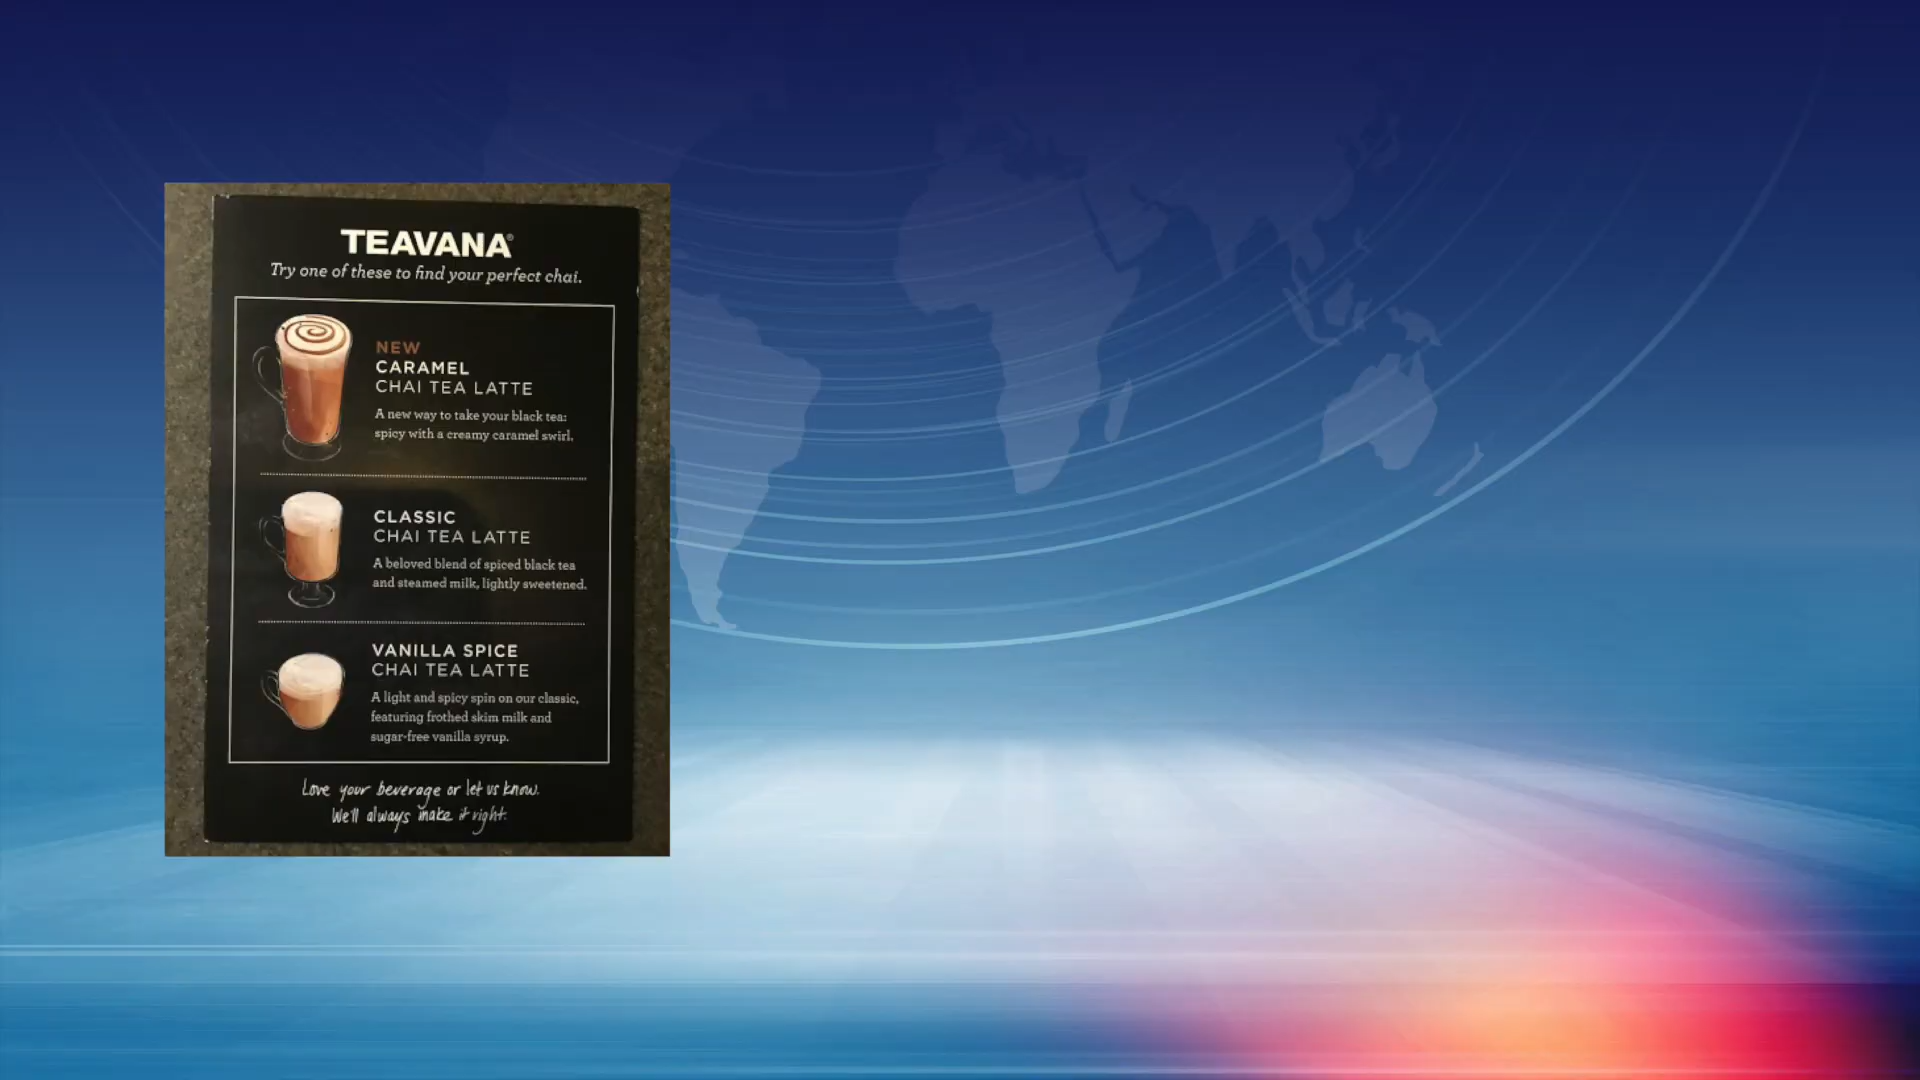 TEAVANA®
Try one of these to find your perfect chai.
NEW
CARAMEL
CHAI TEA LATTE
A new way to take your black tea:
spicy with a creamy caramel swirl.
CLASSIC
CHAI TEA LATTE
A beloved blend of spiced black tea
and steamed milk, lightly sweetened.
VANILLA SPICE
CHAI TEA LATTE
A light and spicy spin on our classic,
featuring frothed skim milk and
sugar-free vanilla syrup.
Love your beverage or let us know.
We'll always make it right.